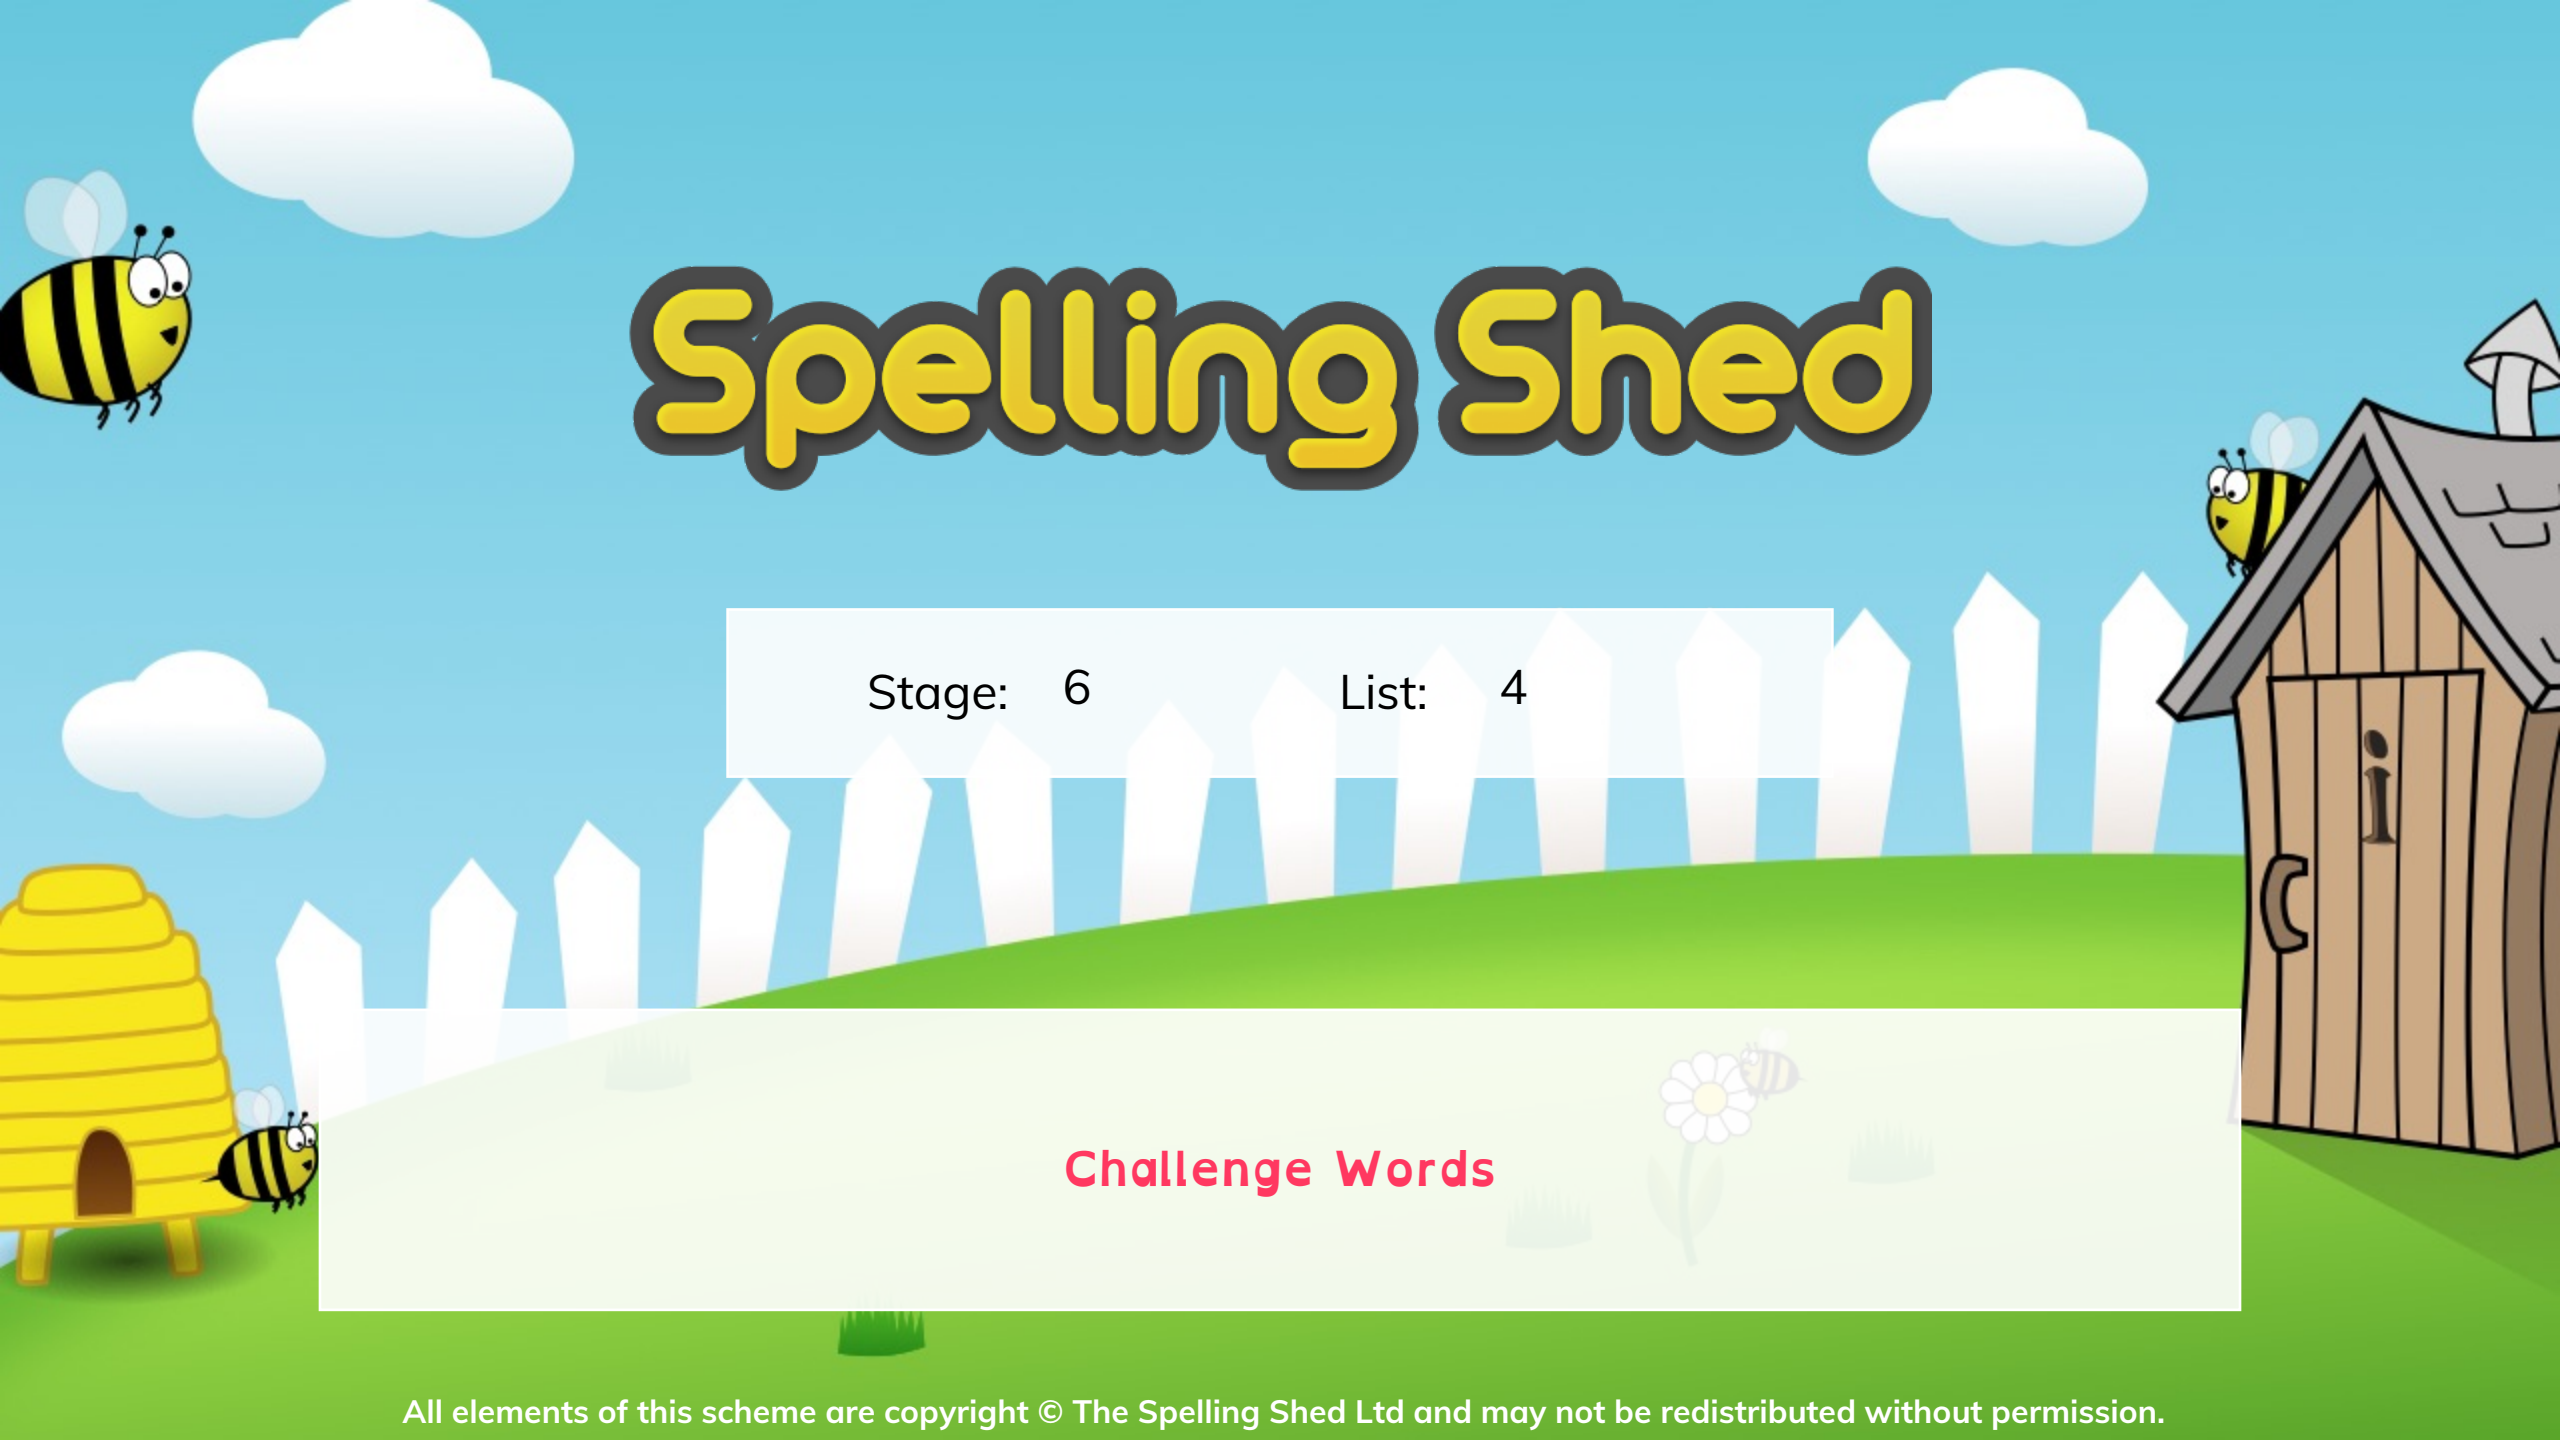 Spelling Shed
Stage: 6 List: 4
i
Challenge Words
All elements of this scheme are copyright © The Spelling Shed Ltd and may not be redistributed without permission.